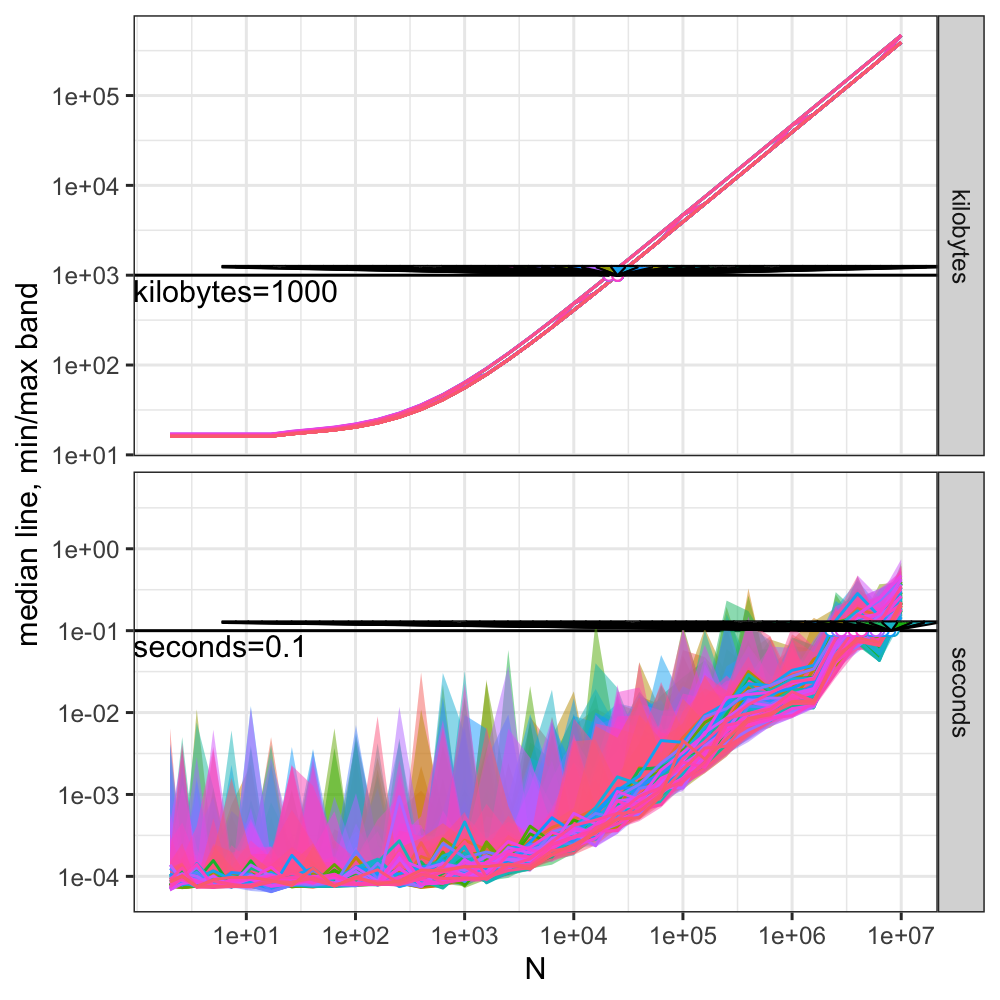 median line, min/max band
1e+05
1e+04
1e+03
1e+02
1e+01
kilobytes=1000
kilobytes
1e+00
1e-01
1e-02
1e-03
1e-04
seconds=0.1
seconds
1e+01 1e+02 1e+03 1e+04 1e+05 1e+06 1e+07
N